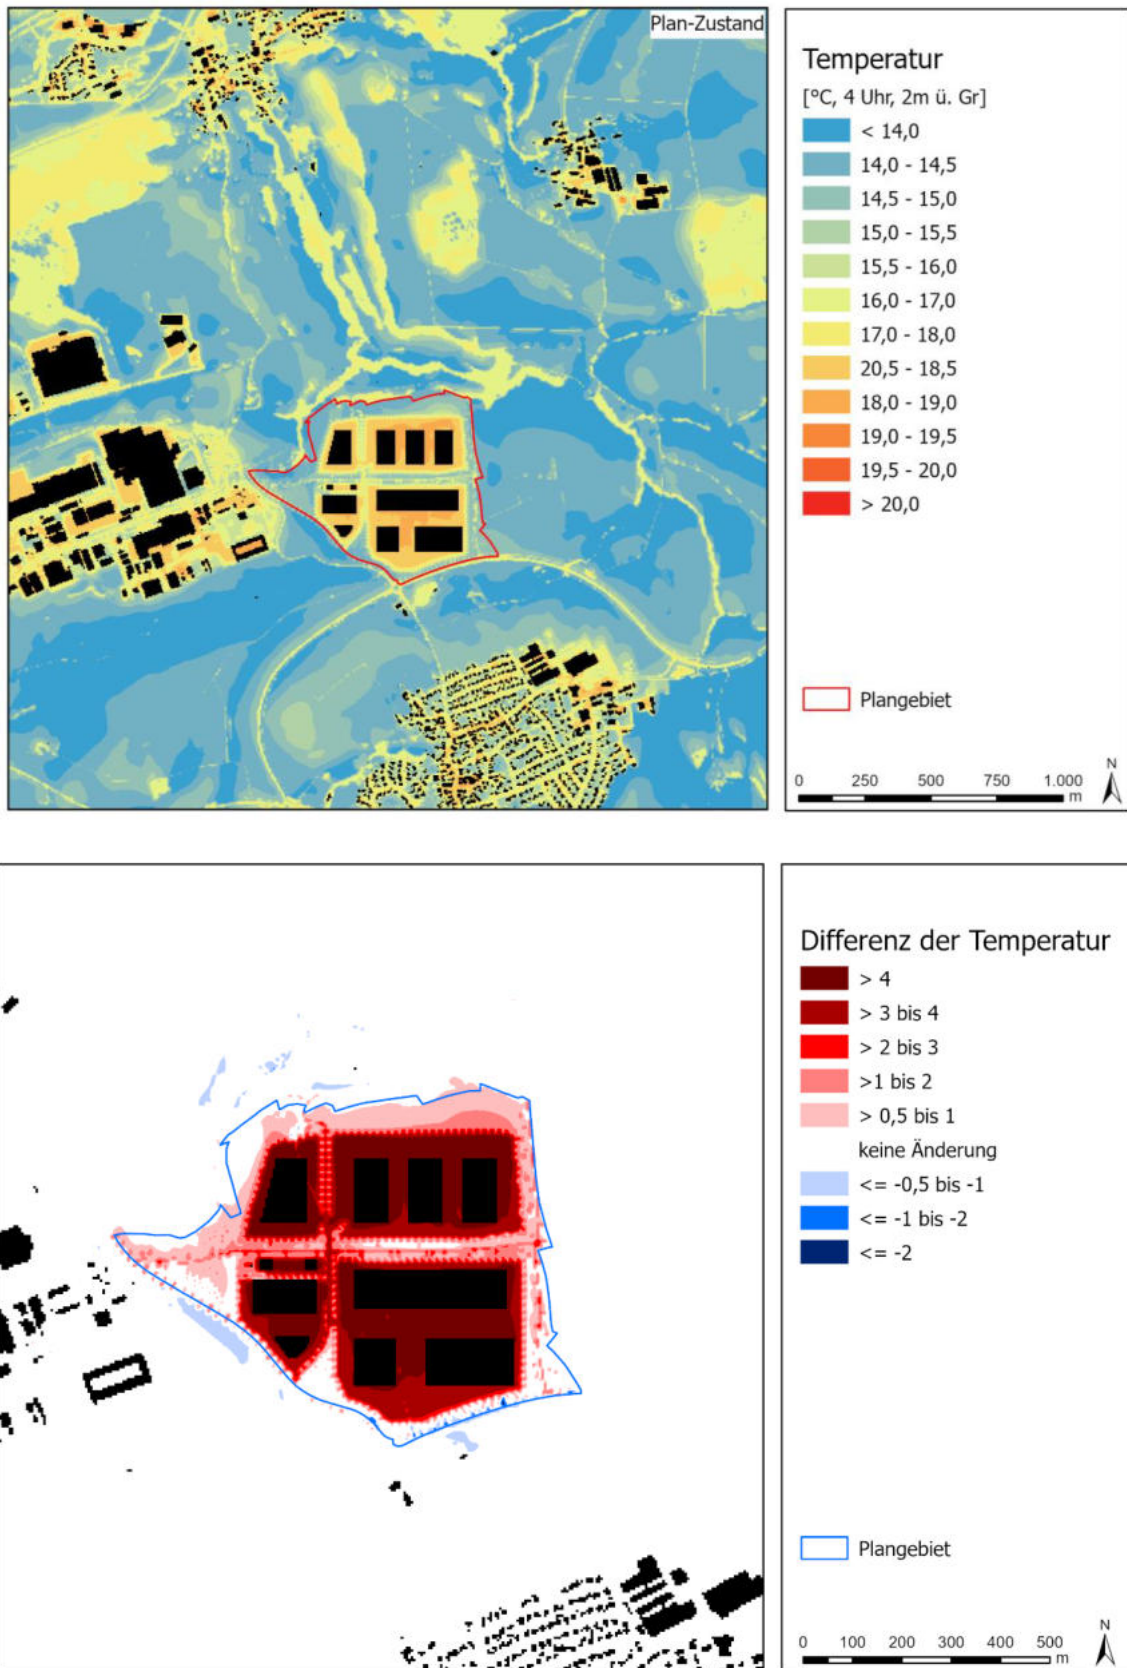 Plan-Zustand
Temperatur
[°C, 4 Uhr, 2m ü. Gr]
< 14,0
14,0 - 14,5
14,5 - 15,0
15,0 - 15,5
15,5 - 16,0
16,0 - 17,0
17,0 - 18,0
20,5 - 18,5
18,0 - 19,0
19,0 - 19,5
19,5 - 20,0
> 20,0
Plangebiet
N
0 250 500 750 1.000
m
Differenz der Temperatur
> 4
> 3 bis 4
> 2 bis 3
>1 bis 2
> 0,5 bis 1
keine Änderung
<= -0,5 bis -1
<= -1 bis -2
<= -2
Plangebiet
N
0 100 200 300 400 500
m